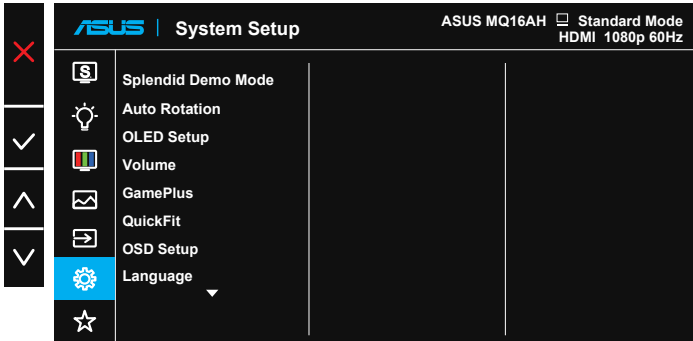 ASUS | System Setup
ASUS MQ16AH Standard Mode
HDMI 1080p 60Hz
S
Splendid Demo Mode
Auto Rotation
OLED Setup
Volume
GamePlus
QuickFit
OSD Setup
Language